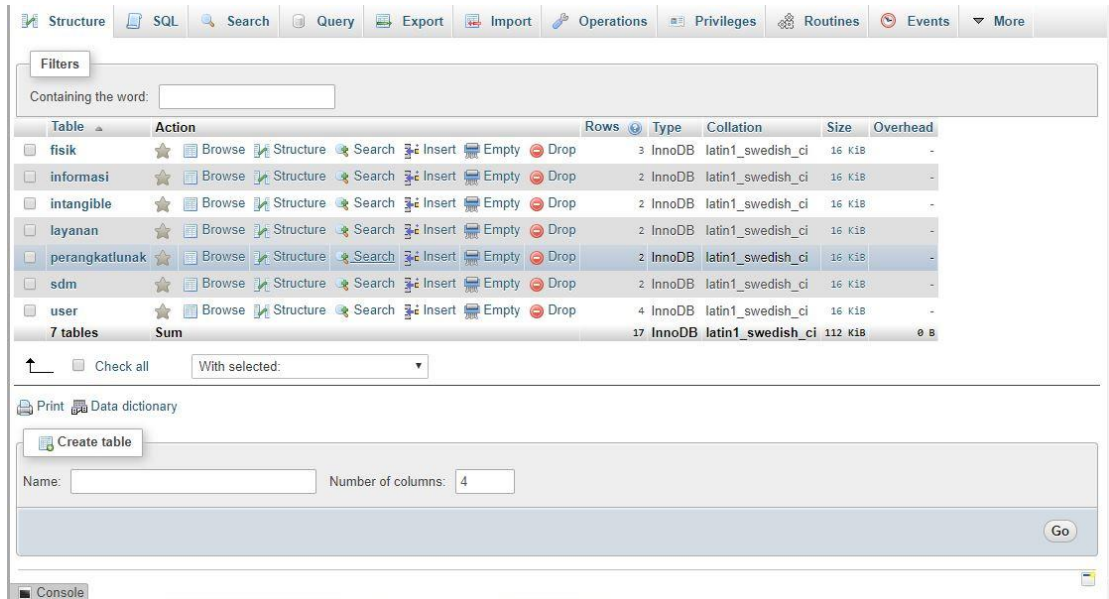 Structure SQL Search Query Export Import Operations Privileges Routines Events More
Filters
Containing the word:
Table Action Rows Type Collation Size Overhead
fisik Browse Structure Search Insert Empty Drop 3 InnoDB latin1_swedish_ci 16 KiB -
informasi Browse Structure Search Insert Empty Drop 2 InnoDB latin1_swedish_ci 16 KiB -
intangible Browse Structure Search Insert Empty Drop 2 InnoDB latin1_swedish_ci 16 KiB -
layanan Browse Structure Search Insert Empty Drop 2 InnoDB latin1_swedish_ci 16 KiB -
perangkatlunak Browse Structure Search Insert Empty Drop 2 InnoDB latin1_swedish_ci 16 KiB -
sdm Browse Structure Search Insert Empty Drop 2 InnoDB latin1_swedish_ci 16 KiB -
user Browse Structure Search Insert Empty Drop 4 InnoDB latin1_swedish_ci 16 KiB -
7 tables Sum 17 InnoDB latin1_swedish_ci 112 KiB 0 B
Check all With selected:
Print Data dictionary
Create table
Name: Number of columns: 4
Go
Console